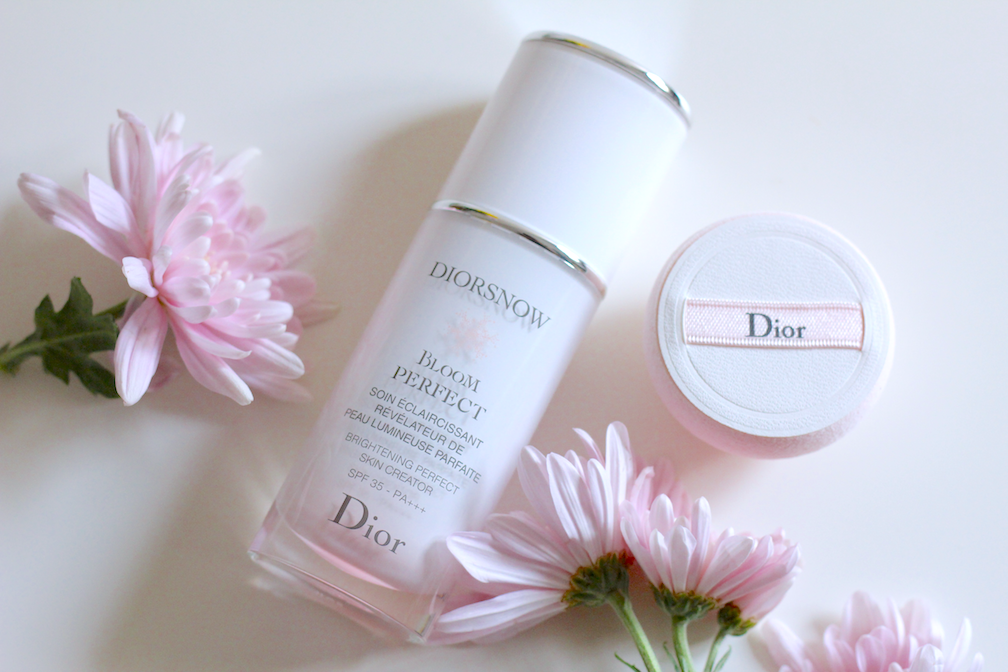 DIORSNOW
BLOOM
PERFECT
SOIN ÉCLAIRCISSANT
RÉVÉLATEUR DE
PEAU LUMINEUSE PARFAITE
BRIGHTENING PERFECT
SKIN CREATOR
SPF 35 - PA+++
Dior
Dior